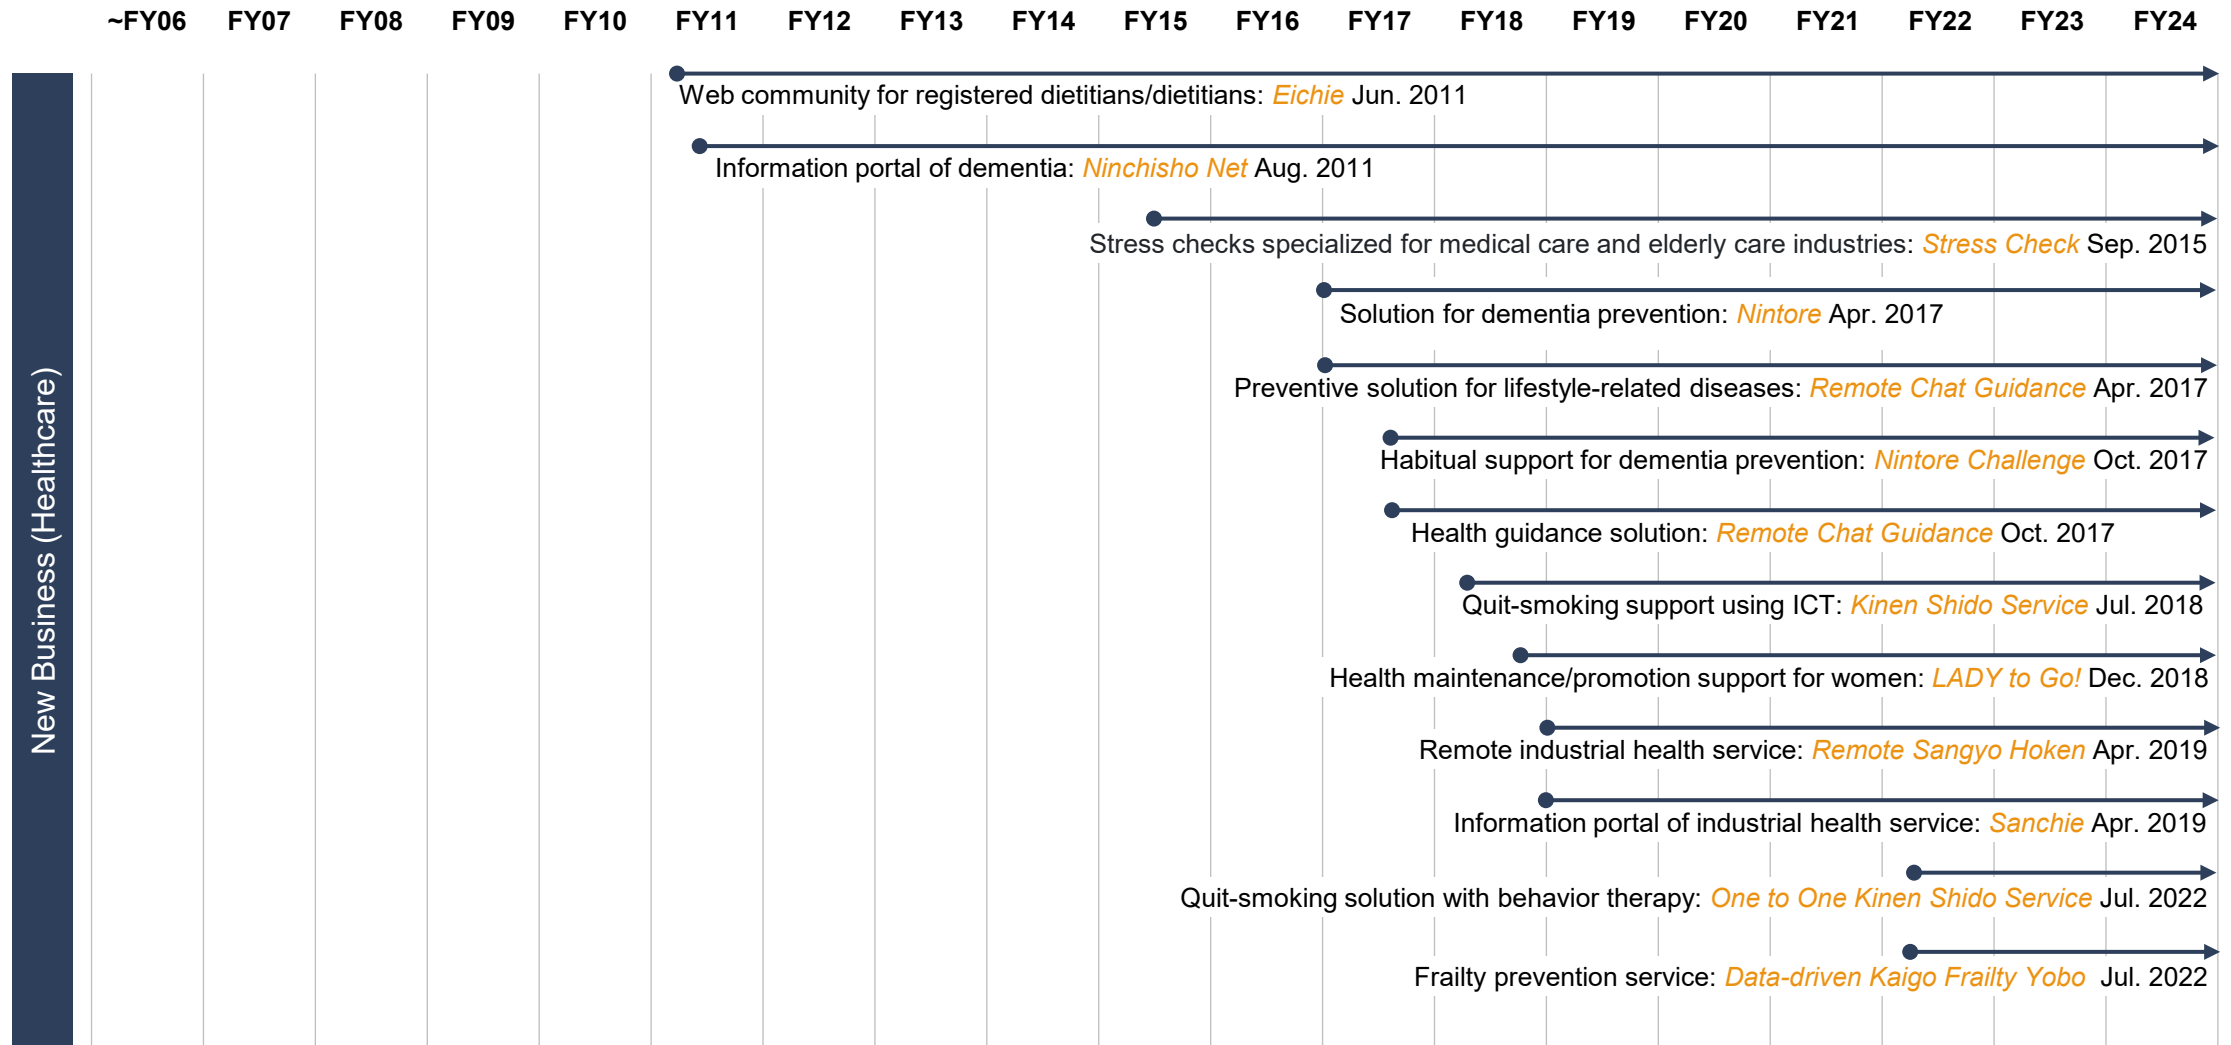 ~FY06 FY07 FY08 FY09 FY10 FY11 FY12 FY13 FY14 FY15 FY16 FY17 FY18 FY19 FY20 FY21 FY22 FY23 FY24
New Business (Healthcare)
Web community for registered dietitians/dietitians: Eichie Jun. 2011
Information portal of dementia: Ninchisho Net Aug. 2011
Stress checks specialized for medical care and elderly care industries: Stress Check Sep. 2015
Solution for dementia prevention: Nintore Apr. 2017
Preventive solution for lifestyle-related diseases: Remote Chat Guidance Apr. 2017
Habitual support for dementia prevention: Nintore Challenge Oct. 2017
Health guidance solution: Remote Chat Guidance Oct. 2017
Quit-smoking support using ICT: Kinen Shido Service Jul. 2018
Health maintenance/promotion support for women: LADY to Go! Dec. 2018
Remote industrial health service: Remote Sangyo Hoken Apr. 2019
Information portal of industrial health service: Sanchie Apr. 2019
Quit-smoking solution with behavior therapy: One to One Kinen Shido Service Jul. 2022
Frailty prevention service: Data-driven Kaigo Frailty Yobo Jul. 2022